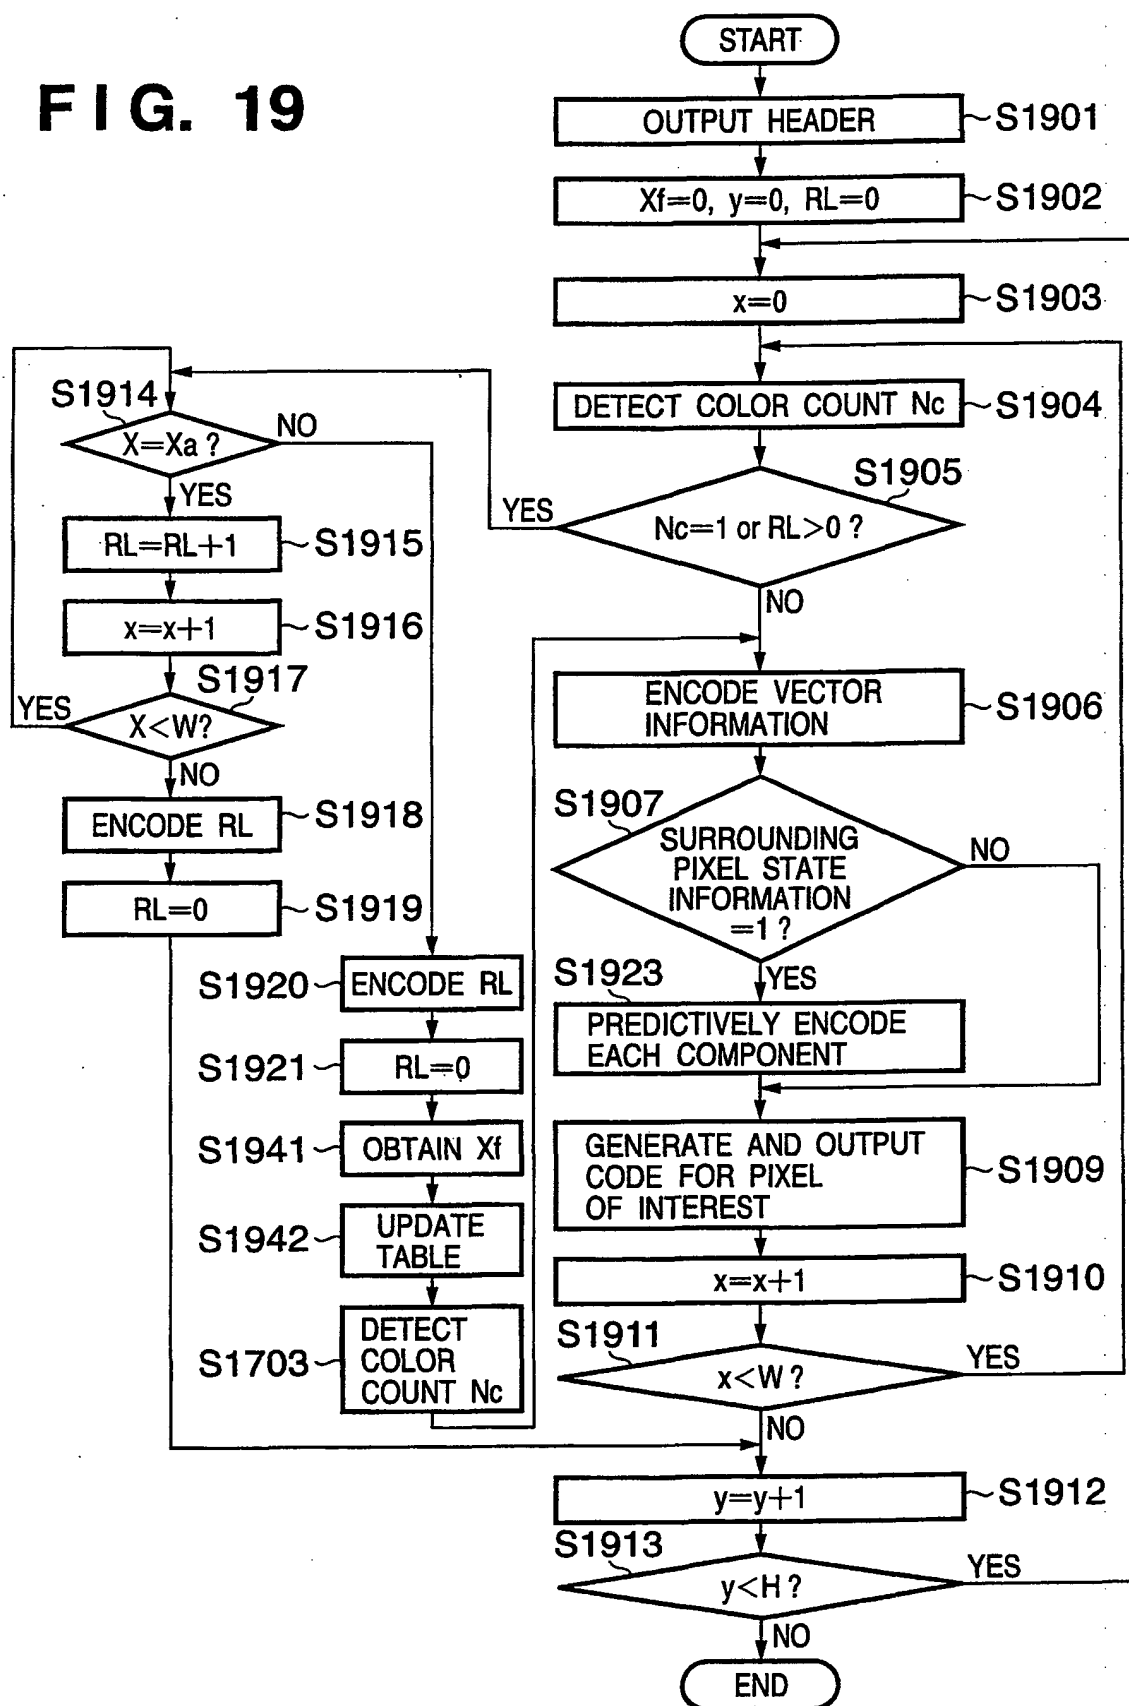 FIG. 19
START
OUTPUT HEADER
S1901
Xf=0, y=0, RL=0
S1902
x=0
S1903
DETECT COLOR COUNT Nc
S1904
S1905
Nc=1 or RL>0 ?
YES
NO
S1914
X=Xa ?
NO
YES
RL=RL+1
S1915
x=x+1
S1916
S1917
X<W?
YES
NO
ENCODE RL
S1918
RL=0
S1919
S1920
ENCODE RL
S1921
RL=0
S1941
OBTAIN Xf
S1942
UPDATE
TABLE
S1703
DETECT
COLOR
COUNT Nc
ENCODE VECTOR
INFORMATION
S1906
S1907
SURROUNDING
PIXEL STATE
INFORMATION
=1 ?
NO
YES
S1923
PREDICTIVELY ENCODE
EACH COMPONENT
GENERATE AND OUTPUT
CODE FOR PIXEL
OF INTEREST
S1909
x=x+1
S1910
S1911
x<W ?
YES
NO
y=y+1
S1912
S1913
y<H ?
YES
NO
END